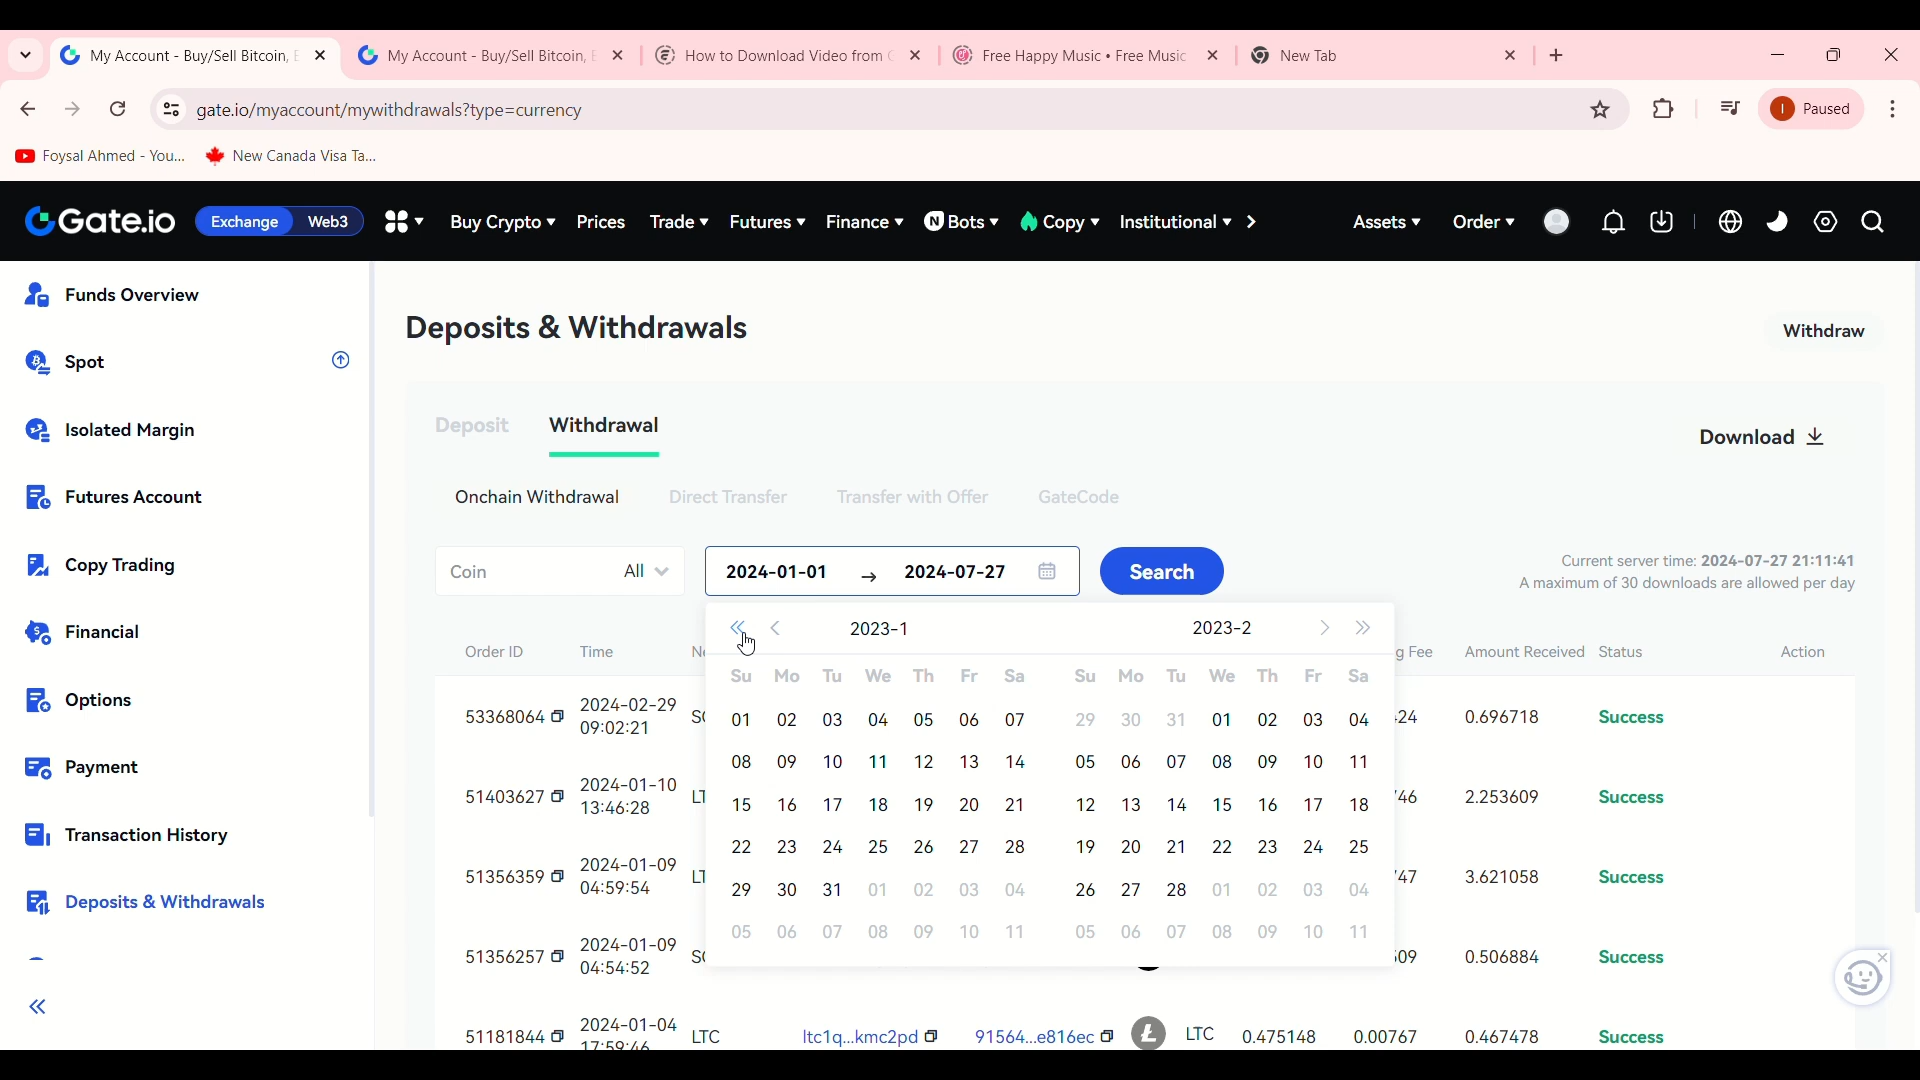 My Account - Buy/Sell Bitcoin, E
My Account - Buy/Sell Bitcoin, E
How to Download Video from G
Free Happy Music • Free Music
New Tab
gate.io/myaccount/mywithdrawals?type=currency
Paused
Foysal Ahmed - You...
New Canada Visa Ta...
Gate.io
Exchange
Web3
Buy Crypto
Prices
Trade
Futures
Finance
Bots
Copy
Institutional
Assets
Order
Funds Overview
Spot
Isolated Margin
Futures Account
Copy Trading
Financial
Options
Payment
Transaction History
Deposits & Withdrawals
Deposits & Withdrawals
Withdraw
Deposit
Withdrawal
Download
Onchain Withdrawal
Direct Transfer
Transfer with Offer
GateCode
Coin
All
2024-01-01 → 2024-07-27
Search
Current server time: 2024-07-27 21:11:41
A maximum of 30 downloads are allowed per day
2023-1
Su Mo Tu We Th Fr Sa
01 02 03 04 05 06 07
08 09 10 11 12 13 14
15 16 17 18 19 20 21
22 23 24 25 26 27 28
29 30 31 01 02 03 04
05 06 07 08 09 10 11
2023-2
Su Mo Tu We Th Fr Sa
29 30 31 01 02 03 04
05 06 07 08 09 10 11
12 13 14 15 16 17 18
19 20 21 22 23 24 25
26 27 28 01 02 03 04
05 06 07 08 09 10 11
Order ID Time g Fee Amount Received Status Action
53368064 2024-02-29 09:02:21 24 0.696718 Success
51403627 2024-01-10 13:46:28 46 2.253609 Success
51356359 2024-01-09 04:59:54 47 3.621058 Success
51356257 2024-01-09 04:54:52 09 0.506884 Success
51181844 2024-01-04 17:59:46 LTC ltc1q...kmc2pd 91564...e816ec LTC 0.475148 0.00767 0.467478 Success